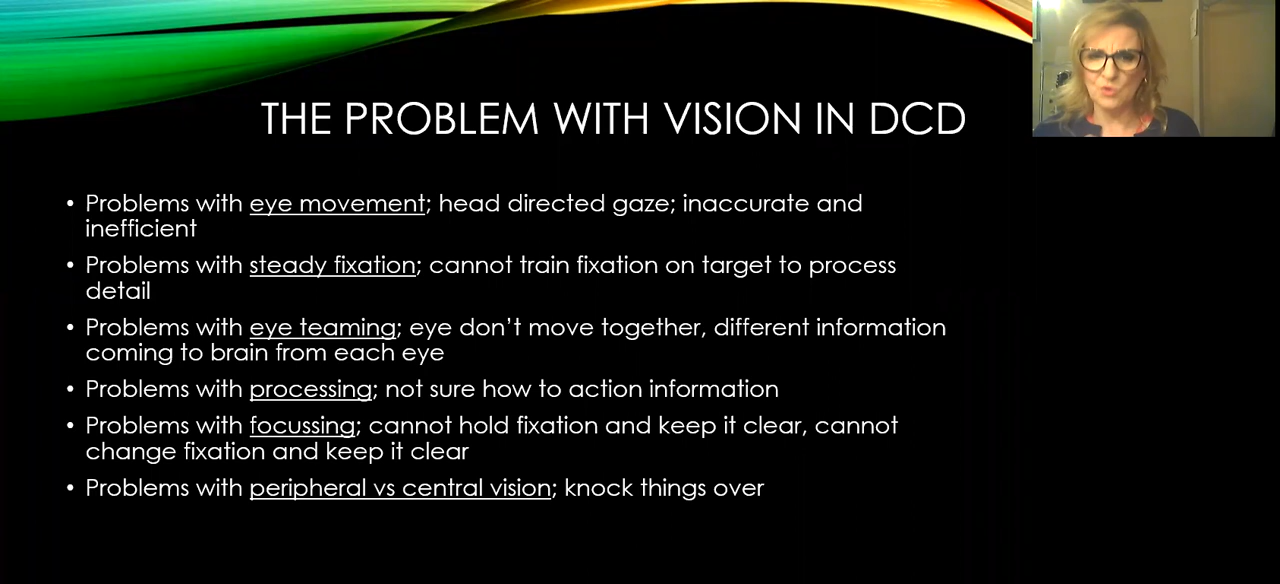 THE PROBLEM WITH VISION IN DCD
• Problems with eye movement; head directed gaze; inaccurate and
inefficient
• Problems with steady fixation; cannot train fixation on target to process
detail
• Problems with eye teaming; eye don’t move together, different information
coming to brain from each eye
• Problems with processing; not sure how to action information
• Problems with focussing; cannot hold fixation and keep it clear, cannot
change fixation and keep it clear
• Problems with peripheral vs central vision; knock things over